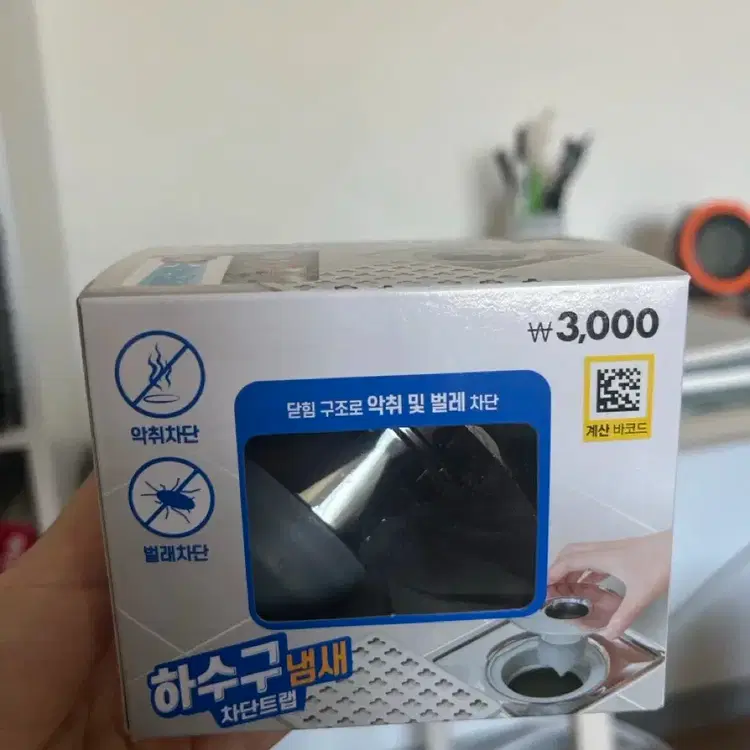 ₩3,000
악취차단
벌레차단
닫힘 구조로 악취 및 벌레 차단
계산 바코드
하수구 냄새
차단트랩